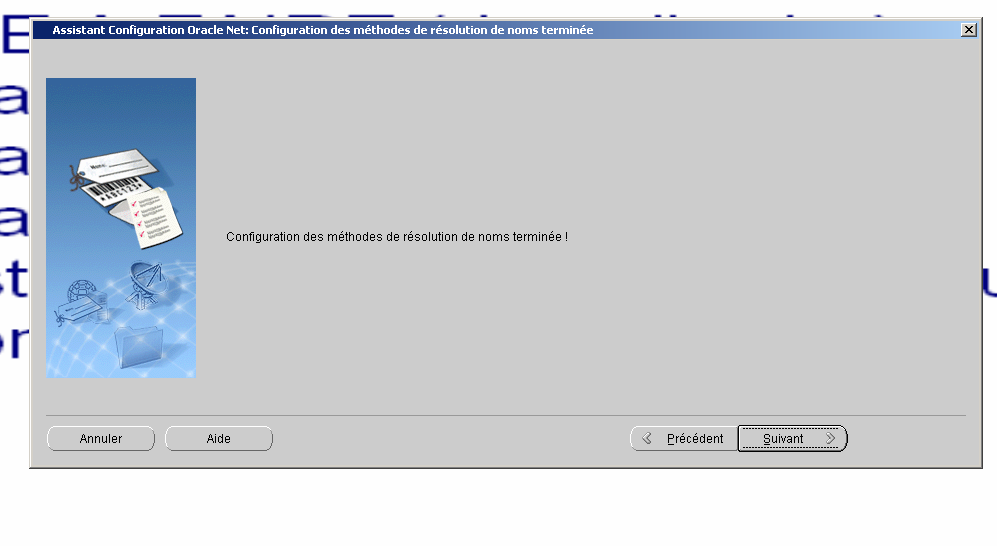 Assistant Configuration Oracle Net: Configuration des méthodes de résolution de noms terminée
Configuration des méthodes de résolution de noms terminée !
Annuler
Aide
Précédent
Suivant